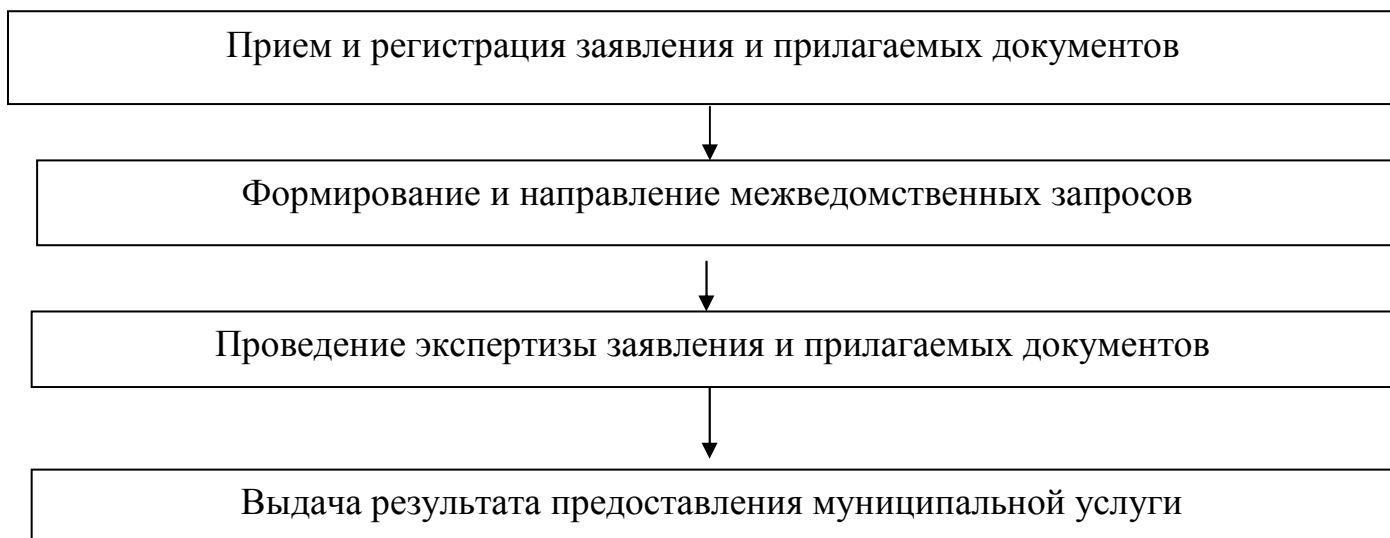 Прием и регистрация заявления и прилагаемых документов
Формирование и направление межведомственных запросов
Проведение экспертизы заявления и прилагаемых документов
Выдача результата предоставления муниципальной услуги